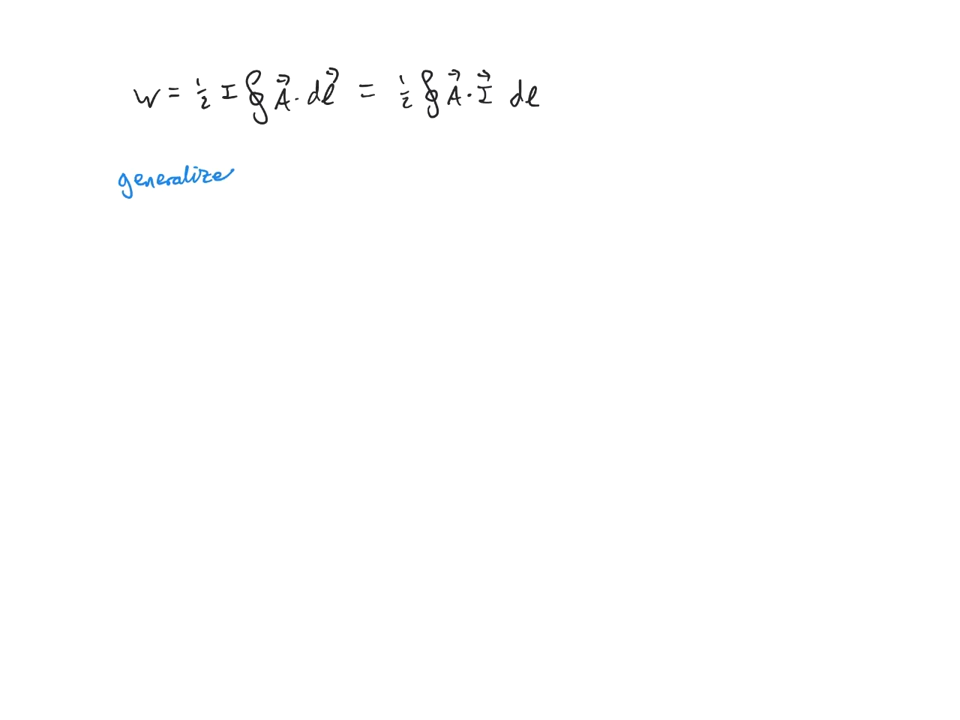 W = ½ I ∮ A⃗ · dℓ⃗ = ½ ∮ A⃗ · I⃗ dℓ
generalize